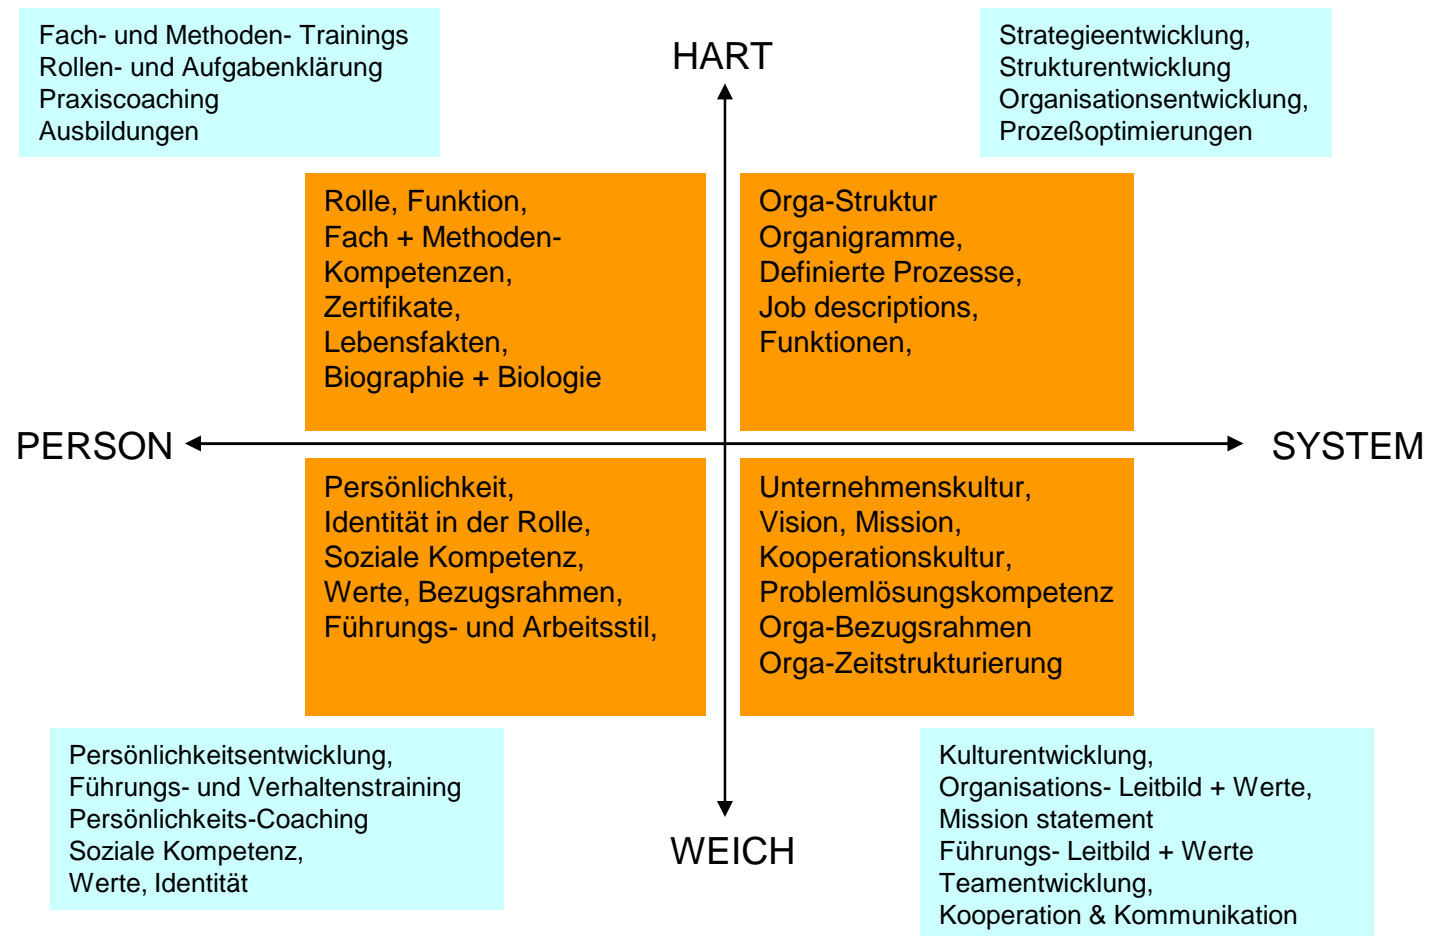 Fach- und Methoden- Trainings
Rollen- und Aufgabenklärung
Praxiscoaching
Ausbildungen
HART
Strategieentwicklung,
Strukturentwicklung
Organisationsentwicklung,
Prozeßoptimierungen
Rolle, Funktion,
Fach + Methoden-
Kompetenzen,
Zertifikate,
Lebensfakten,
Biographie + Biologie
Orga-Struktur
Organigramme,
Definierte Prozesse,
Job descriptions,
Funktionen,
PERSON
SYSTEM
Persönlichkeit,
Identität in der Rolle,
Soziale Kompetenz,
Werte, Bezugsrahmen,
Führungs- und Arbeitsstil,
Unternehmenskultur,
Vision, Mission,
Kooperationskultur,
Problemlösungskompetenz
Orga-Bezugsrahmen
Orga-Zeitstrukturierung
Persönlichkeitsentwicklung,
Führungs- und Verhaltenstraining
Persönlichkeits-Coaching
Soziale Kompetenz,
Werte, Identität
WEICH
Kulturentwicklung,
Organisations- Leitbild + Werte,
Mission statement
Führungs- Leitbild + Werte
Teamentwicklung,
Kooperation & Kommunikation